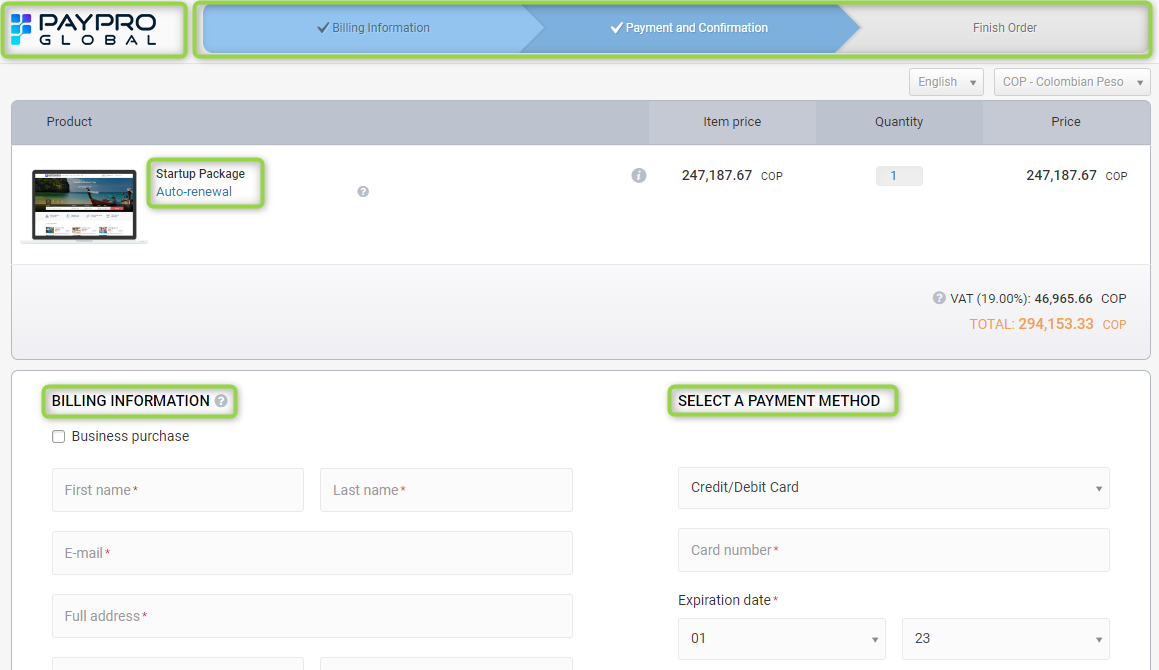 PAYPRO
GLOBAL
Billing Information
Payment and Confirmation
Finish Order
English
COP - Colombian Peso
Product
Item price
Quantity
Price
Startup Package
Auto-renewal
?
i
247,187.67 COP
1
247,187.67 COP
? VAT (19.00%): 46,965.66 COP
TOTAL: 294,153.33 COP
BILLING INFORMATION ?
Business purchase
First name*
Last name*
E-mail*
Full address*
SELECT A PAYMENT METHOD
Credit/Debit Card
Card number*
Expiration date*
01
23